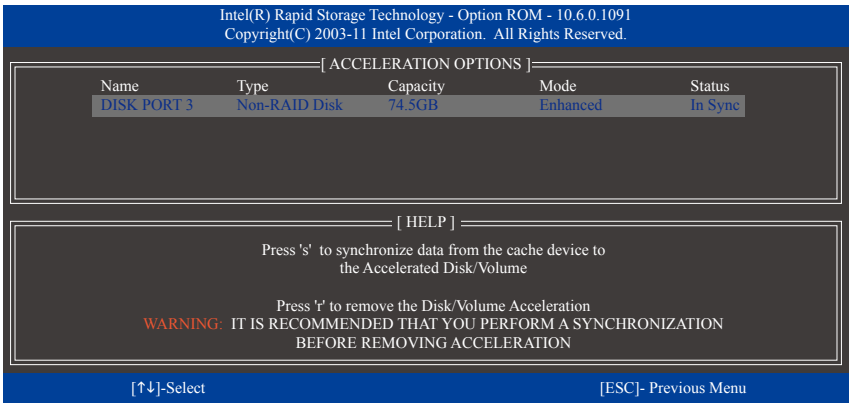 Intel(R) Rapid Storage Technology - Option ROM - 10.6.0.1091
Copyright(C) 2003-11 Intel Corporation. All Rights Reserved.
[ ACCELERATION OPTIONS ]
Name Type Capacity Mode Status
DISK PORT 3 Non-RAID Disk 74.5GB Enhanced In Sync
[ HELP ]
Press 's' to synchronize data from the cache device to
the Accelerated Disk/Volume
Press 'r' to remove the Disk/Volume Acceleration
WARNING: IT IS RECOMMENDED THAT YOU PERFORM A SYNCHRONIZATION
BEFORE REMOVING ACCELERATION
[↑↓]-Select [ESC]- Previous Menu